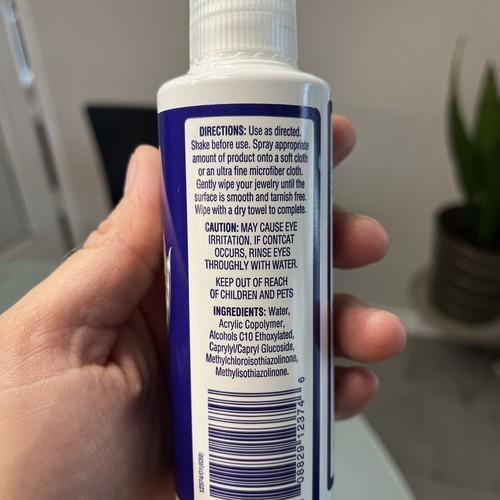 DIRECTIONS: Use as directed.
Shake before use. Spray appropriate
amount of product onto a soft cloth
or an ultra fine microfiber cloth.
Gently wipe your jewelry until the
surface is smooth and tarnish free.
Wipe with a dry towel to complete.
CAUTION: MAY CAUSE EYE
IRRITATION. IF CONTCAT
OCCURS, RINSE EYES
THROUGHLY WITH WATER.
KEEP OUT OF REACH
OF CHILDREN AND PETS
INGREDIENTS: Water,
Acrylic Copolymer,
Alcohols C10 Ethoxylated,
Caprylyl/Capryl Glucoside,
Methylchloroisothiazolinone,
Methylisothiazolinone.